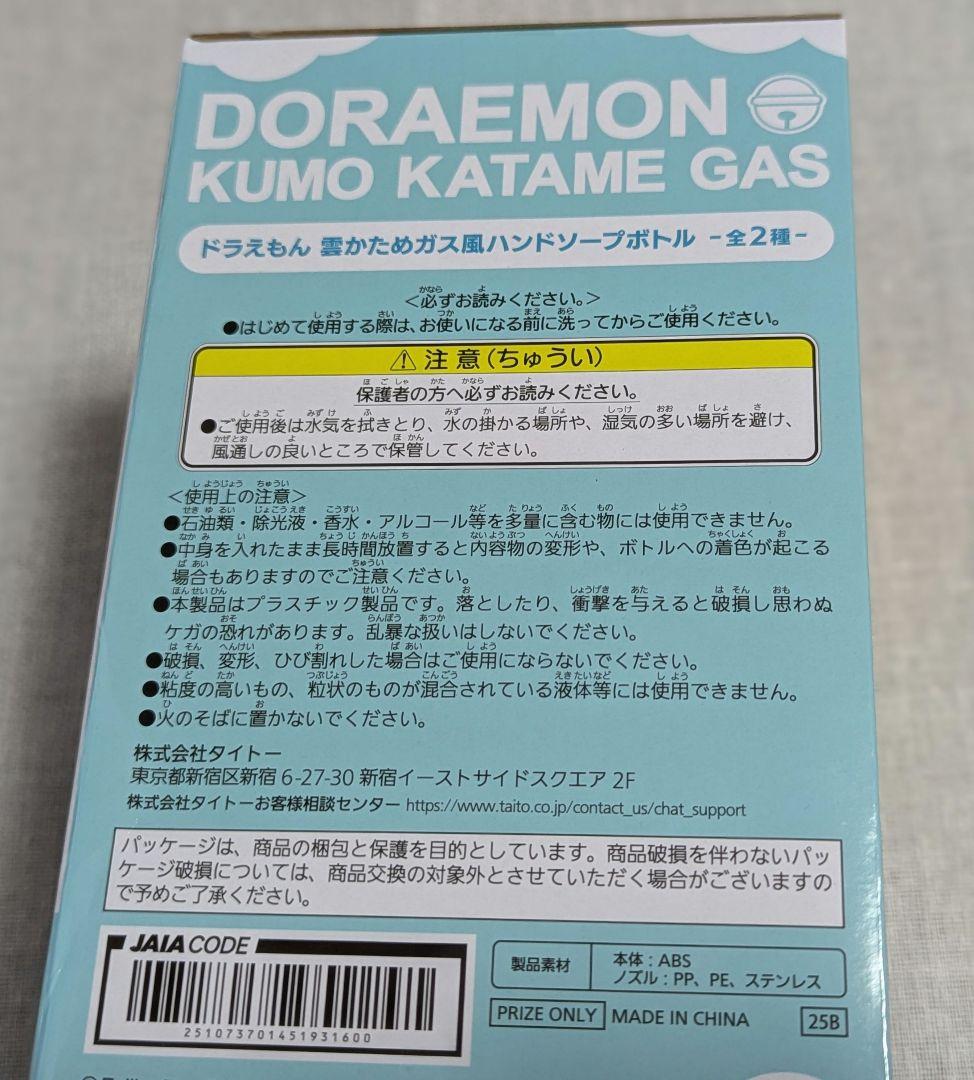 DORAEMON
KUMO KATAME GAS
ドラえもん 雲かためガス風ハンドソープボトル -全2種-
<必ずお読みください。>
●はじめて使用する際は、お使いになる前に洗ってからご使用ください。
⚠ 注意(ちゅうい)
保護者の方へ必ずお読みください。
●ご使用後は水気を拭きとり、水の掛かる場所や、湿気の多い場所を避け、
風通しの良いところで保管してください。
<使用上の注意>
●石油類・除光液・香水・アルコール等を多量に含む物には使用できません。
●中身を入れたまま長時間放置すると内容物の変形や、ボトルへの着色が起こる
場合もありますのでご注意ください。
●本製品はプラスチック製品です。落としたり、衝撃を与えると破損し思わぬ
ケガの恐れがあります。乱暴な扱いはしないでください。
●破損、変形、ひび割れした場合はご使用にならないでください。
●粘度の高いもの、粒状のものが混合されている液体等には使用できません。
●火のそばに置かないでください。
株式会社タイトー
東京都新宿区新宿 6-27-30 新宿イーストサイドスクエア 2F
株式会社タイトーお客様相談センター https://www.taito.co.jp/contact_us/chat_support
パッケージは、商品の梱包と保護を目的としています。商品破損を伴わないパッ
ケージ破損については、商品交換の対象外とさせていただく場合がございますの
で予めご了承ください。
JAIA CODE
251073701451931600
製品素材
本体:ABS
ノズル:PP、PE、ステンレス
PRIZE ONLY MADE IN CHINA 25B